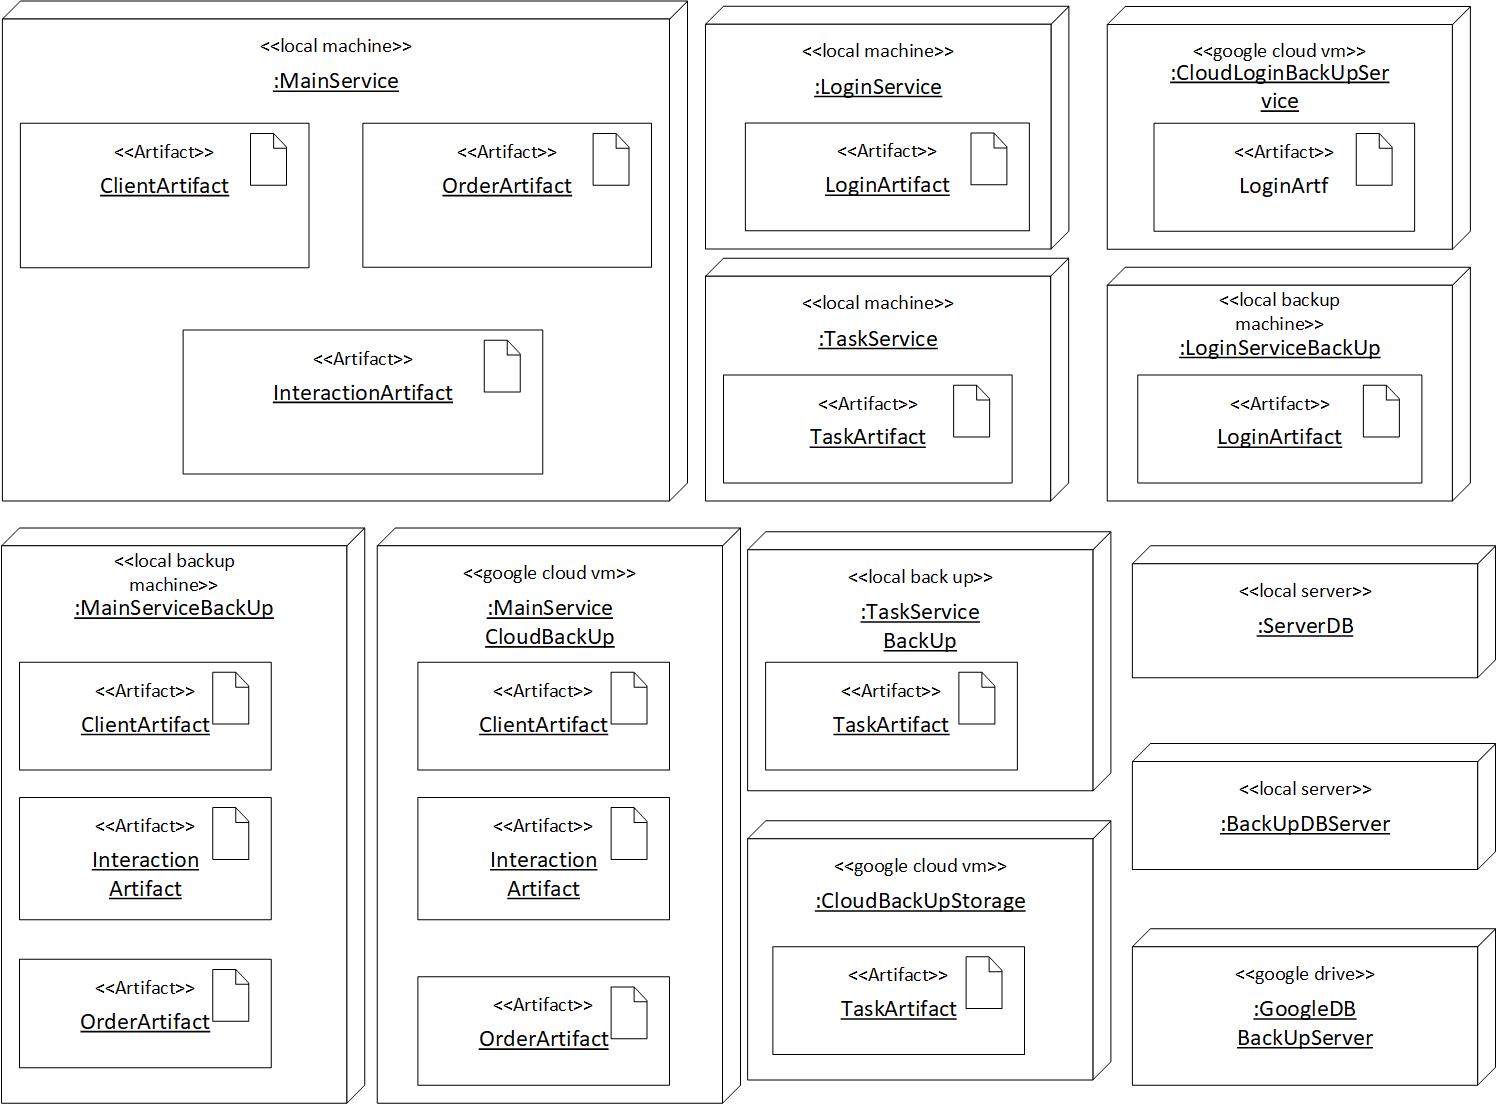 <<local machine>>
:MainService
<<Artifact>>
ClientArtifact
<<Artifact>>
OrderArtifact
<<Artifact>>
InteractionArtifact
<<local machine>>
:LoginService
<<Artifact>>
LoginArtifact
<<google cloud vm>>
:CloudLoginBackUpSer
vice
<<Artifact>>
LoginArtf
<<local machine>>
:TaskService
<<Artifact>>
TaskArtifact
<<local backup
machine>>
:LoginServiceBackUp
<<Artifact>>
LoginArtifact
<<local backup
machine>>
:MainServiceBackUp
<<Artifact>>
ClientArtifact
<<Artifact>>
Interaction
Artifact
<<Artifact>>
OrderArtifact
<<google cloud vm>>
:MainService
CloudBackUp
<<Artifact>>
ClientArtifact
<<Artifact>>
Interaction
Artifact
<<Artifact>>
OrderArtifact
<<local back up>>
:TaskService
BackUp
<<Artifact>>
TaskArtifact
<<google cloud vm>>
:CloudBackUpStorage
<<Artifact>>
TaskArtifact
<<local server>>
:ServerDB
<<local server>>
:BackUpDBServer
<<google drive>>
:GoogleDB
BackUpServer